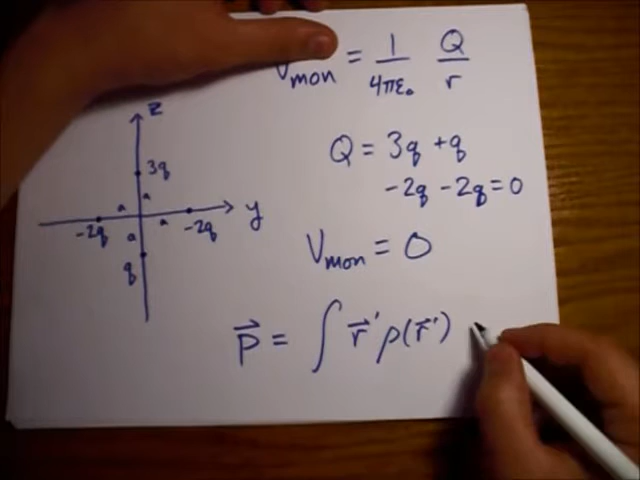 V_mon = 1/4πε₀ Q/r
z
3q
Q = 3q + q
-2q - 2q = 0
a
a
a
y
-2q
-2q
a
q
V_mon = 0
p⃗ = ∫ r⃗' ρ(r⃗')